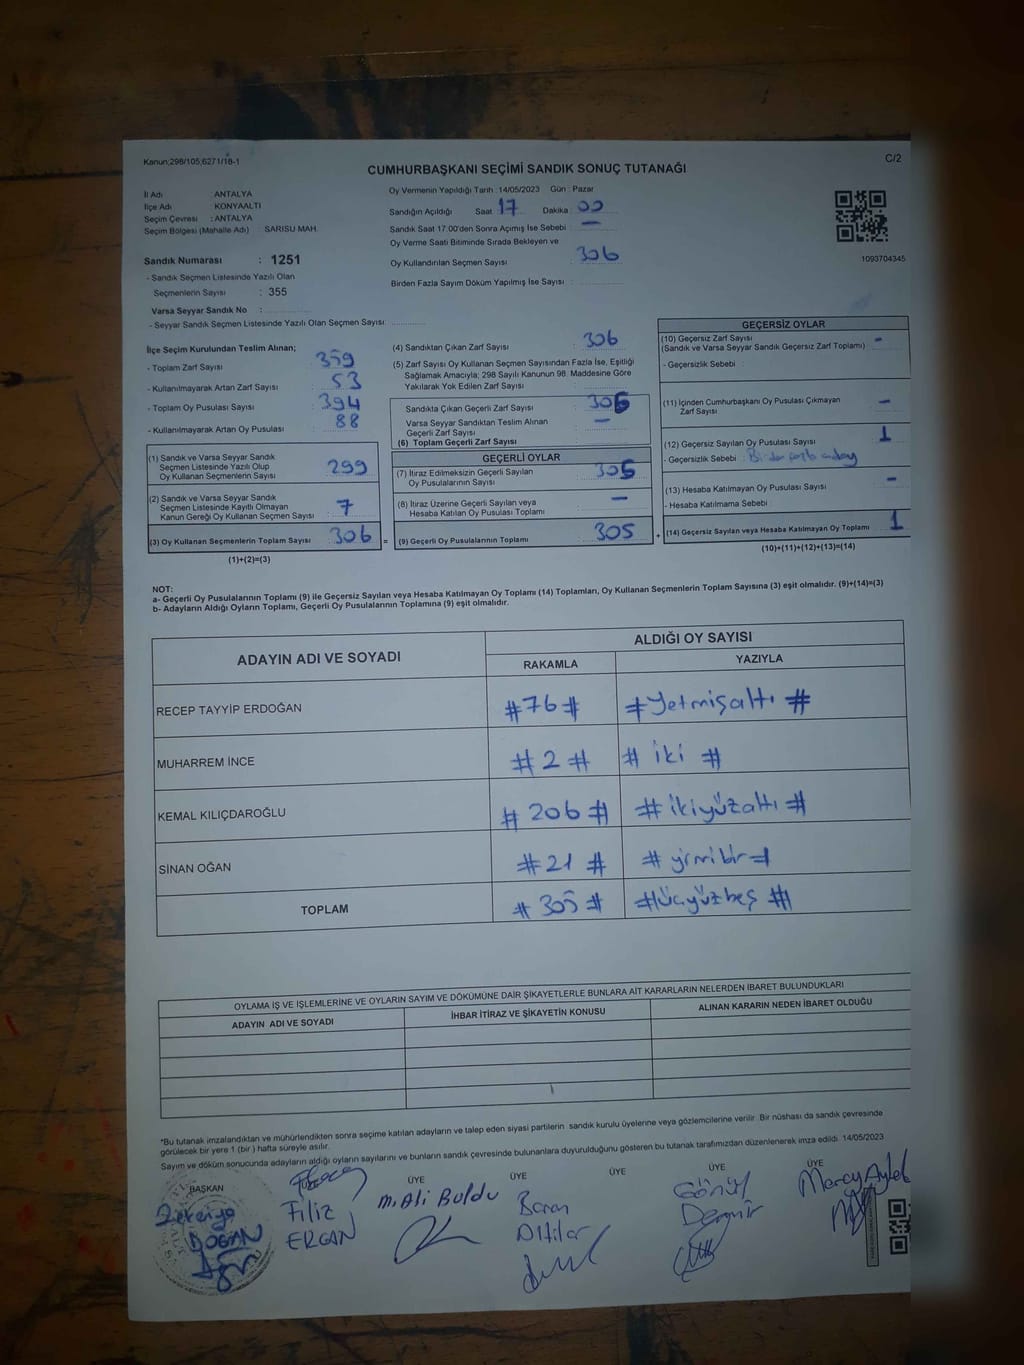 Kanun;298/105;6271/18-1
C/2
CUMHURBAŞKANI SEÇİMİ SANDIK SONUÇ TUTANAĞI
İl Adı ANTALYA
İlçe Adı KONYAALTI
Seçim Çevresi : ANTALYA
Seçim Bölgesi (Mahalle Adı) : SARISU MAH.
Sandık Numarası : 1251
- Sandık Seçmen Listesinde Yazılı Olan
Seçmenlerin Sayısı : 355
Varsa Seyyar Sandık No :
- Seyyar Sandık Seçmen Listesinde Yazılı Olan Seçmen Sayısı:
Oy Vermenin Yapıldığı Tarih : 14/05/2023 Gün : Pazar
Sandığın Açıldığı Saat 17 Dakika : 00
Sandık Saat 17.00'den Sonra Açılmış İse Sebebi : —
Oy Verme Saati Bitiminde Sırada Bekleyen ve
Oy Kullandırılan Seçmen Sayısı : 306
Birden Fazla Sayım Döküm Yapılmış İse Sayısı :
1093704345
İlçe Seçim Kurulundan Teslim Alınan;
- Toplam Zarf Sayısı : 359
- Kullanılmayarak Artan Zarf Sayısı : 53
- Toplam Oy Pusulası Sayısı : 394
- Kullanılmayarak Artan Oy Pusulası : 88
(1) Sandık ve Varsa Seyyar Sandık
Seçmen Listesinde Yazılı Olup
Oy Kullanan Seçmenlerin Sayısı : 299
(2) Sandık ve Varsa Seyyar Sandık
Seçmen Listesinde Kayıtlı Olmayan
Kanun Gereği Oy Kullanan Seçmen Sayısı : 7
(3) Oy Kullanan Seçmenlerin Toplam Sayısı : 306
(1)+(2)=(3)
(4) Sandıktan Çıkan Zarf Sayısı : 306
(5) Zarf Sayısı Oy Kullanan Seçmen Sayısından Fazla İse, Eşitliği
Sağlamak Amacıyla; 298 Sayılı Kanunun 98. Maddesine Göre
Yakılarak Yok Edilen Zarf Sayısı :
Sandıkta Çıkan Geçerli Zarf Sayısı : 306
Varsa Seyyar Sandıktan Teslim Alınan
Geçerli Zarf Sayısı : —
(6) Toplam Geçerli Zarf Sayısı :
GEÇERLİ OYLAR
(7) İtiraz Edilmeksizin Geçerli Sayılan
Oy Pusulalarının Sayısı : 305
(8) İtiraz Üzerine Geçerli Sayılan veya
Hesaba Katılan Oy Pusulası Toplamı : —
= (9) Geçerli Oy Pusulalarının Toplamı : 305
GEÇERSİZ OYLAR
(10) Geçersiz Zarf Sayısı : -
(Sandık ve Varsa Seyyar Sandık Geçersiz Zarf Toplamı)
- Geçersizlik Sebebi :
(11) İçinden Cumhurbaşkanı Oy Pusulası Çıkmayan
Zarf Sayısı : -
(12) Geçersiz Sayılan Oy Pusulası Sayısı : 1
- Geçersizlik Sebebi : Birden fazla
(13) Hesaba Katılmayan Oy Pusulası Sayısı : -
- Hesaba Katılmama Sebebi :
+ (14) Geçersiz Sayılan veya Hesaba Katılmayan Oy Toplamı : 1
(10)+(11)+(12)+(13)=(14)
NOT:
a- Geçerli Oy Pusulalarının Toplamı (9) ile Geçersiz Sayılan veya Hesaba Katılmayan Oy Toplamı (14) Toplamları, Oy Kullanan Seçmenlerin Toplam Sayısına (3) eşit olmalıdır. (9)+(14)=(3)
b- Adayların Aldığı Oyların Toplamı, Geçerli Oy Pusulalarının Toplamına (9) eşit olmalıdır.
ADAYIN ADI VE SOYADI
ALDIĞI OY SAYISI
RAKAMLA YAZIYLA
RECEP TAYYİP ERDOĞAN #76# #Yetmişaltı #
MUHARREM İNCE # 2 # # iki #
KEMAL KILIÇDAROĞLU # 206 # # ikiyüzaltı #
SİNAN OĞAN #21 # # yirmibir #
TOPLAM # 305 # #üçyüzbeş #
OYLAMA İŞ VE İŞLEMLERİNE VE OYLARIN SAYIM VE DÖKÜMÜNE DAİR ŞİKAYETLERLE BUNLARA AİT KARARLARIN NELERDEN İBARET BULUNDUKLARI
ADAYIN ADI VE SOYADI İHBAR İTİRAZ VE ŞİKAYETİN KONUSU ALINAN KARARIN NEDEN İBARET OLDUĞU
*Bu tutanak imzalandıktan ve mühürlendikten sonra seçime katılan adayların ve talep eden siyasi partilerin sandık kurulu üyelerine veya gözlemcilerine verilir. Bir nüshası da sandık çevresinde
görülecek bir yere 1 (bir) hafta süreyle asılır.
Sayım ve döküm sonucunda adayların aldığı oyların sayılarını ve bunların sandık çevresinde bulunanlara duyurulduğunu gösteren bu tutanak tarafımızdan düzenlenerek imza edildi. 14/05/2023
BAŞKAN ÜYE ÜYE ÜYE ÜYE ÜYE
Zekeriya DOĞAN
Filiz ERGAN
M. Ali Buldu
Baran
Gönül Demir